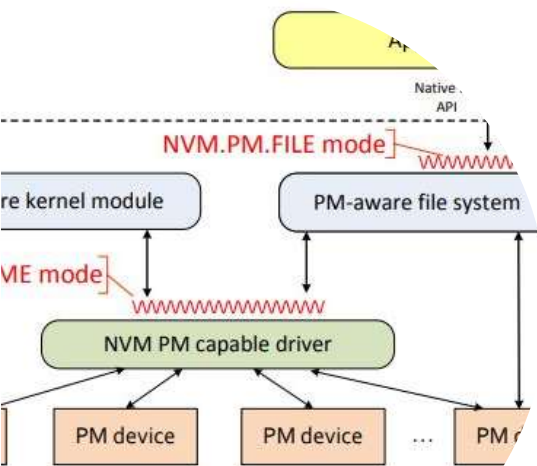 Native
API
NVM.PM.FILE mode
re kernel module
PM-aware file system
ME mode
NVM PM capable driver
PM device
PM device
...
PM